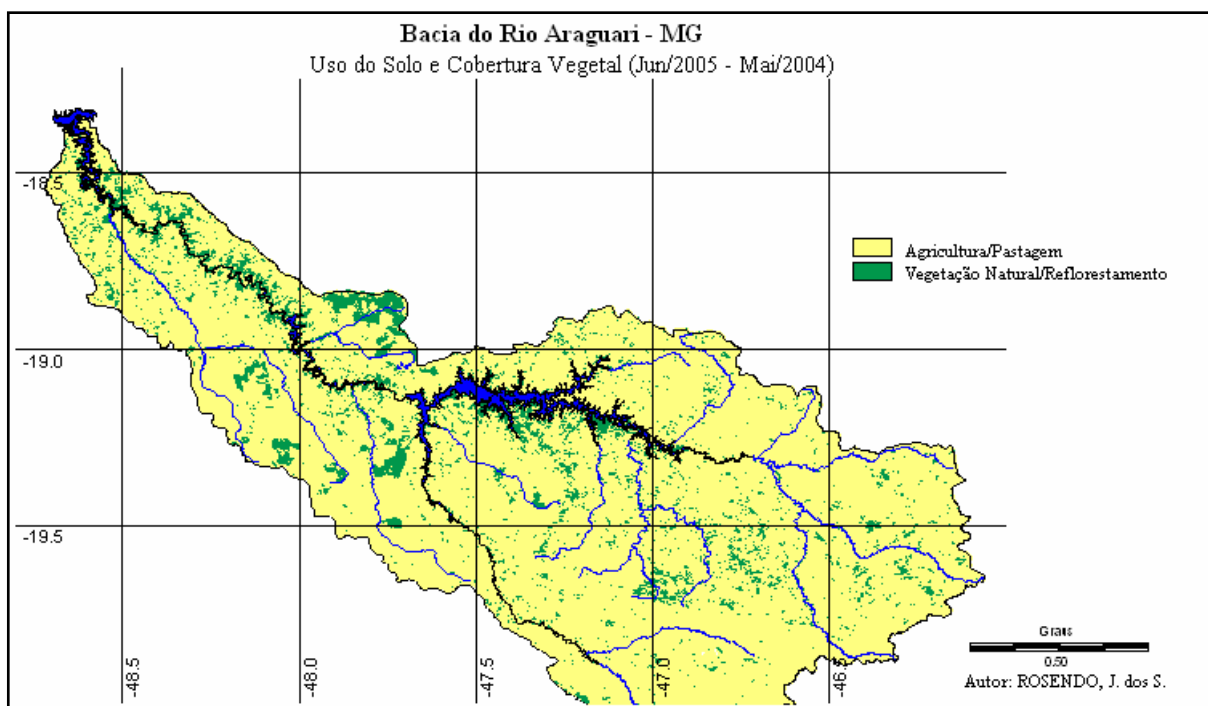 Bacia do Rio Araguari - MG
Uso do Solo e Cobertura Vegetal (Jun/2005 - Mai/2004)
-18.5
Agricultura/Pastagem
Vegetação Natural/Reflorestamento
-19.0
-19.5
-48.5
-48.0
-47.5
-47.0
Graus
0.50
Autor: ROSENDO, J. dos S.